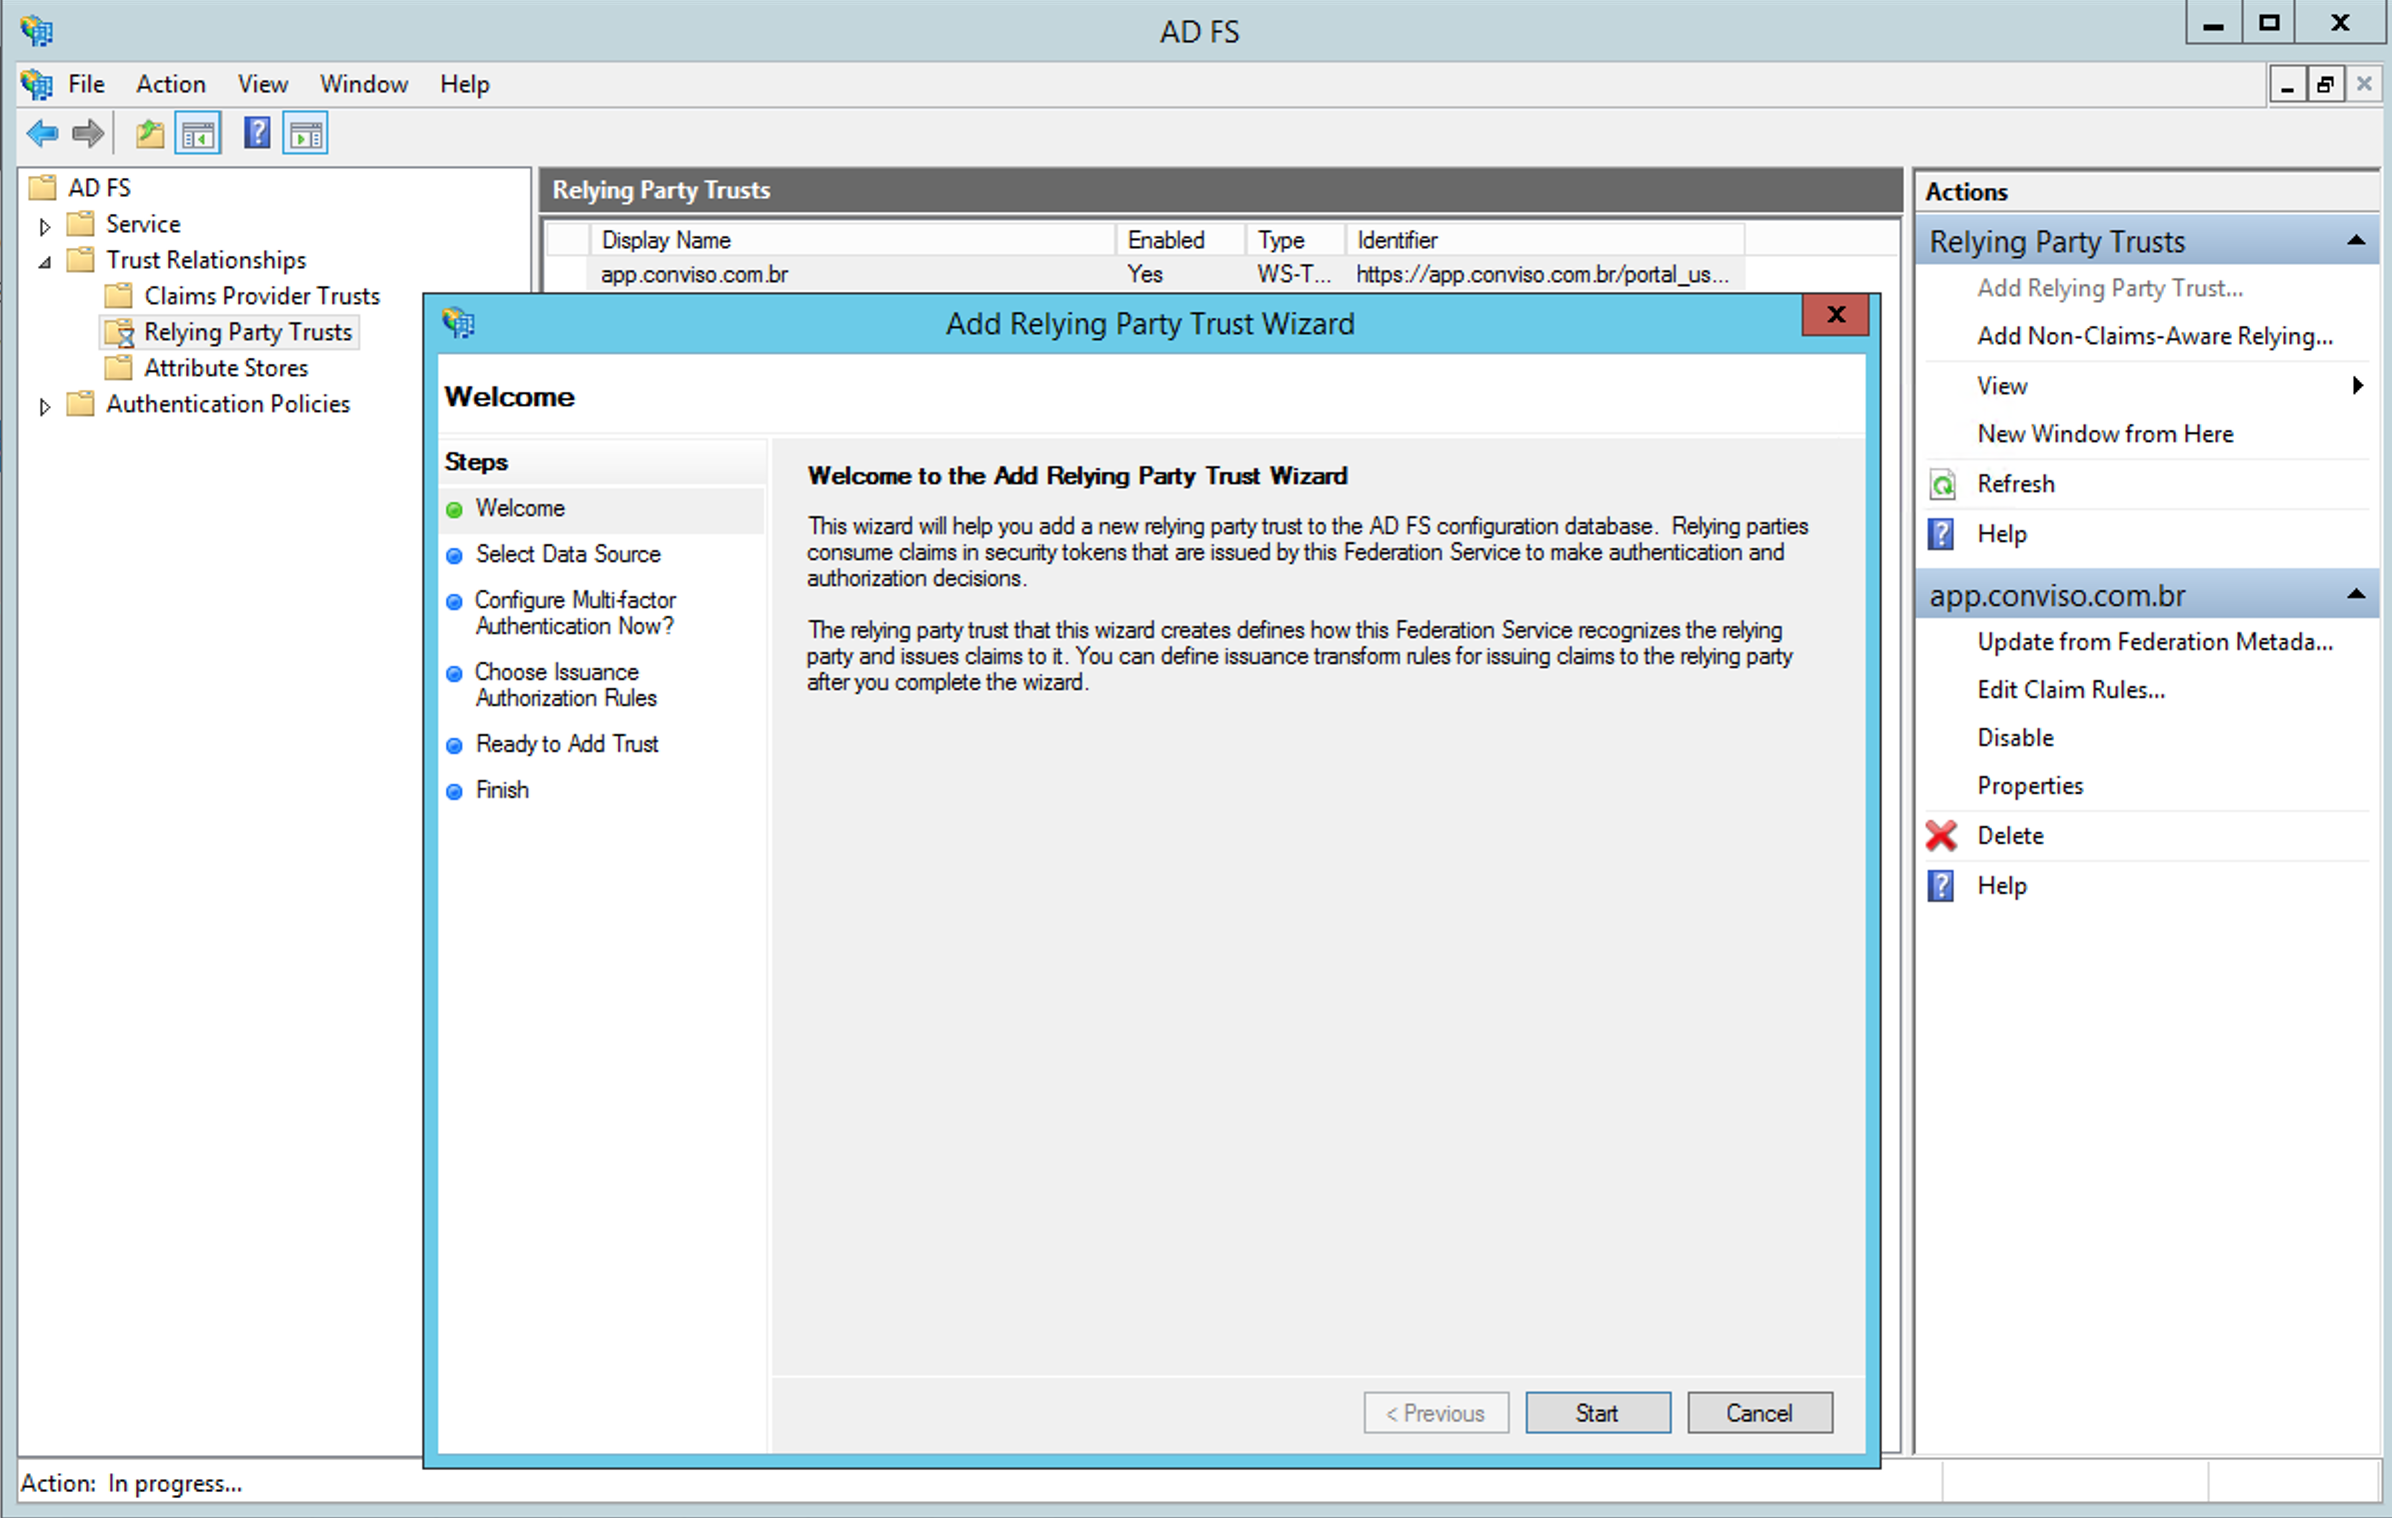 AD FS
File Action View Window Help
AD FS
Service
Trust Relationships
Claims Provider Trusts
Relying Party Trusts
Attribute Stores
Authentication Policies
Relying Party Trusts
Display Name Enabled Type Identifier
app.conviso.com.br Yes WS-T... https://app.conviso.com.br/portal_us...
Add Relying Party Trust Wizard
X
Welcome
Steps
Welcome
Select Data Source
Configure Multi-factor
Authentication Now?
Choose Issuance
Authorization Rules
Ready to Add Trust
Finish
Welcome to the Add Relying Party Trust Wizard
This wizard will help you add a new relying party trust to the AD FS configuration database. Relying parties
consume claims in security tokens that are issued by this Federation Service to make authentication and
authorization decisions.
The relying party trust that this wizard creates defines how this Federation Service recognizes the relying
party and issues claims to it. You can define issuance transform rules for issuing claims to the relying party
after you complete the wizard.
< Previous Start Cancel
Actions
Relying Party Trusts
Add Relying Party Trust...
Add Non-Claims-Aware Relying...
View
New Window from Here
Refresh
Help
app.conviso.com.br
Update from Federation Metada...
Edit Claim Rules...
Disable
Properties
Delete
Help
Action: In progress...